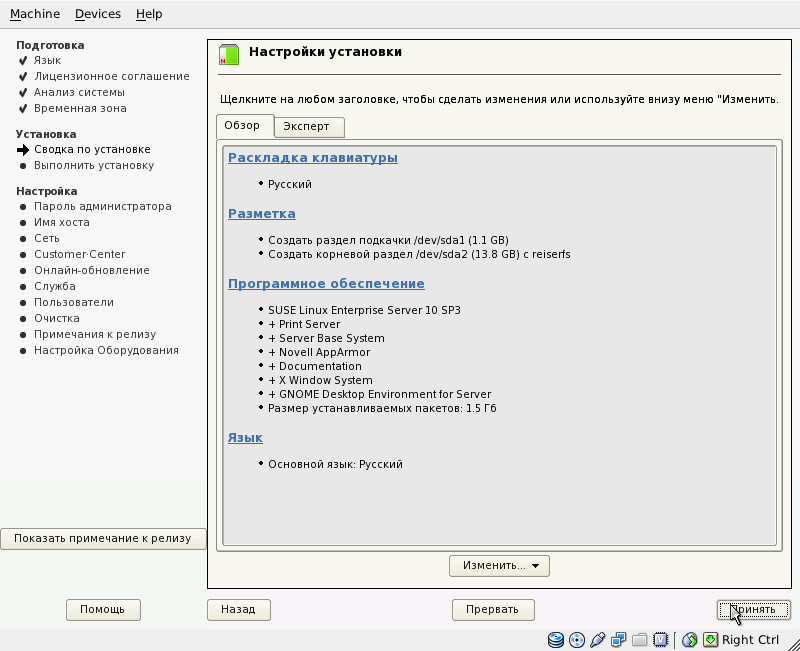 Machine Devices Help
Подготовка
Язык
Лицензионное соглашение
Анализ системы
Временная зона
Установка
Сводка по установке
Выполнить установку
Настройка
Пароль администратора
Имя хоста
Сеть
Customer-Center
Онлайн-обновление
Служба
Пользователи
Очистка
Примечания к релизу
Настройка Оборудования
Показать примечание к релизу
Помощь
Настройки установки
Щелкните на любом заголовке, чтобы сделать изменения или используйте внизу меню "Изменить.
Обзор Эксперт
Раскладка клавиатуры
Русский
Разметка
Создать раздел подкачки /dev/sda1 (1.1 GB)
Создать корневой раздел /dev/sda2 (13.8 GB) с reiserfs
Программное обеспечение
SUSE Linux Enterprise Server 10 SP3
+ Print Server
+ Server Base System
+ Novell AppArmor
+ Documentation
+ X Window System
+ GNOME Desktop Environment for Server
Размер устанавливаемых пакетов: 1.5 Гб
Язык
Основной язык: Русский
Изменить...
Назад Прервать Принять
Right Ctrl